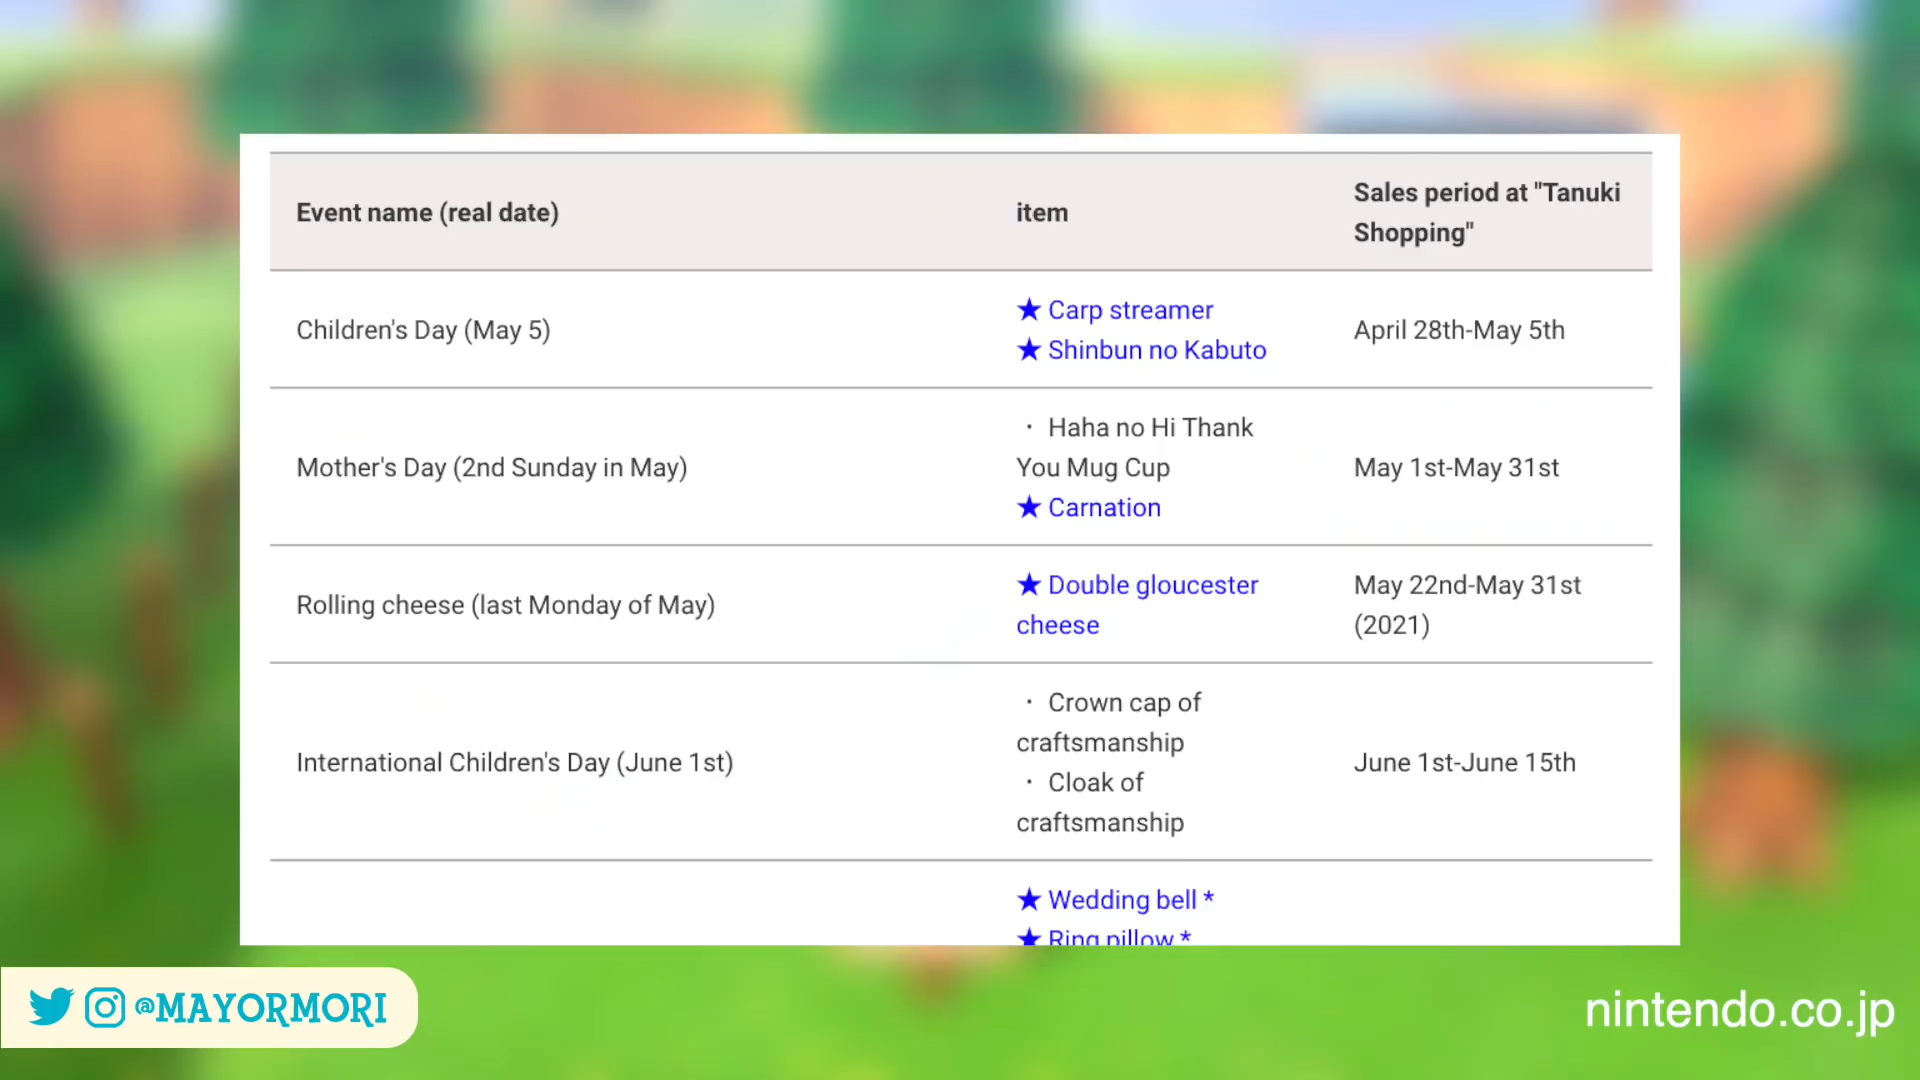 Event name (real date)
item
Sales period at "Tanuki
Shopping"
Children's Day (May 5)
★ Carp streamer
★ Shinbun no Kabuto
April 28th-May 5th
Mother's Day (2nd Sunday in May)
・ Haha no Hi Thank
You Mug Cup
★ Carnation
May 1st-May 31st
Rolling cheese (last Monday of May)
★ Double gloucester
cheese
May 22nd-May 31st
(2021)
International Children's Day (June 1st)
・ Crown cap of
craftsmanship
・ Cloak of
craftsmanship
June 1st-June 15th
★ Wedding bell *
★ Ring pillow *
@MAYORMORI
nintendo.co.jp